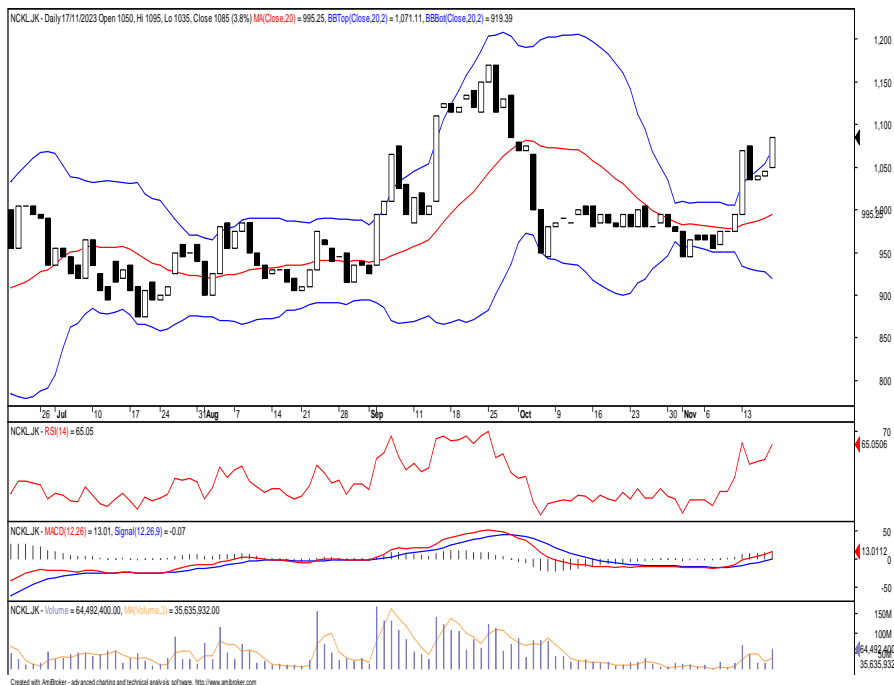 NCKL.JK - Daily 17/11/2023 Open 1050, Hi 1095, Lo 1035, Close 1085 (3.8%) MA(Close,20) = 995.25, BBTop(Close,20,2) = 1,071.11, BBBot(Close,20,2) = 919.39
1,200
1,150
1,100
1,050
1,000
995.25
950
900
850
800
26 Jul 10 17 24 31 Aug 7 14 21 28 Sep 11 18 25 Oct 9 16 23 30 Nov 6 13
NCKL.JK - RSI(14) = 65.05
70
65.0506
NCKL.JK - MACD(12,26) = 13.01, Signal(12,26,9) = -0.07
50
13.0112
0
-50
NCKL.JK - Volume = 64,492,400.00, MA(Volume,3) = 35,635,932.00
150M
100M
64,492,400
50M
35,635,932
Created with AmiBroker - advanced charting and technical analysis software. http://www.amibroker.com